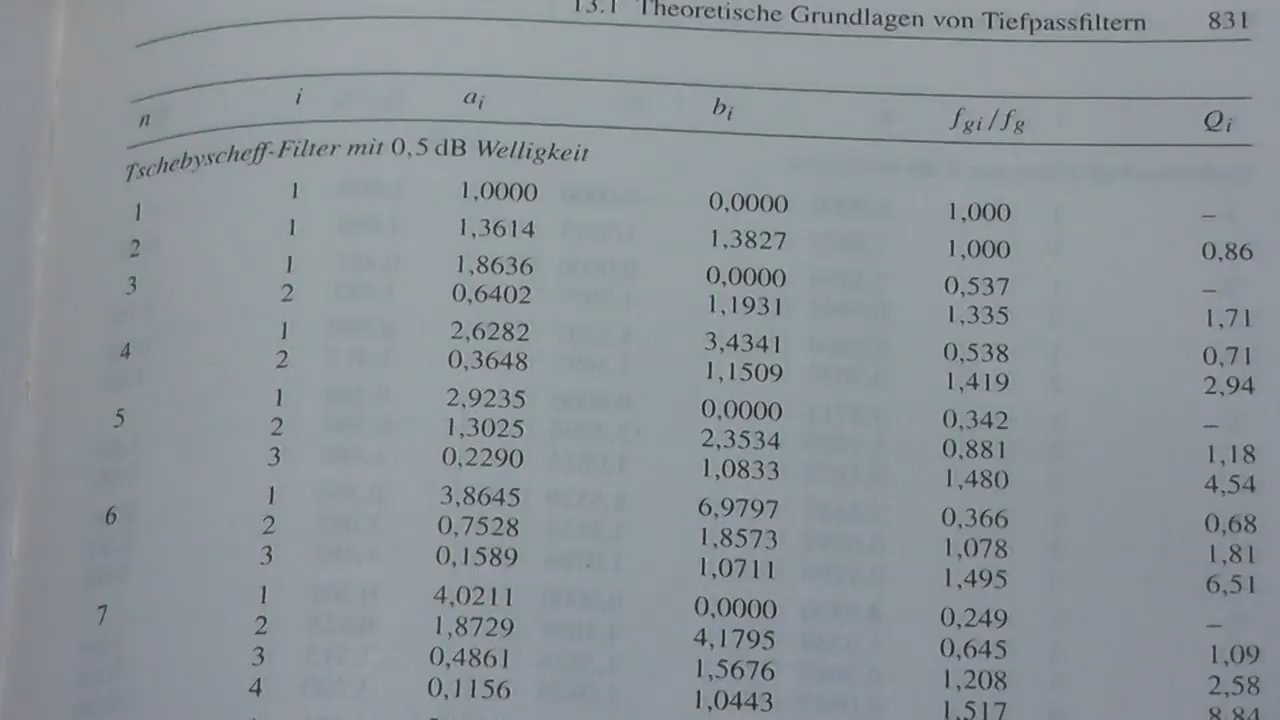 13.1 Theoretische Grundlagen von Tiefpassfiltern 831
n i aᵢ bᵢ f_gi/f_g Qᵢ
Tschebyscheff-Filter mit 0,5 dB Welligkeit
1 1 1,0000 0,0000 1,000 –
2 1 1,3614 1,3827 1,000 0,86
3 1 1,8636 0,0000 0,537 –
2 0,6402 1,1931 1,335 1,71
4 1 2,6282 3,4341 0,538 0,71
2 0,3648 1,1509 1,419 2,94
5 1 2,9235 0,0000 0,342 –
2 1,3025 2,3534 0,881 1,18
3 0,2290 1,0833 1,480 4,54
6 1 3,8645 6,9797 0,366 0,68
2 0,7528 1,8573 1,078 1,81
3 0,1589 1,0711 1,495 6,51
7 1 4,0211 0,0000 0,249 –
2 1,8729 4,1795 0,645 1,09
3 0,4861 1,5676 1,208 2,58
4 0,1156 1,0443 1,517 8,84